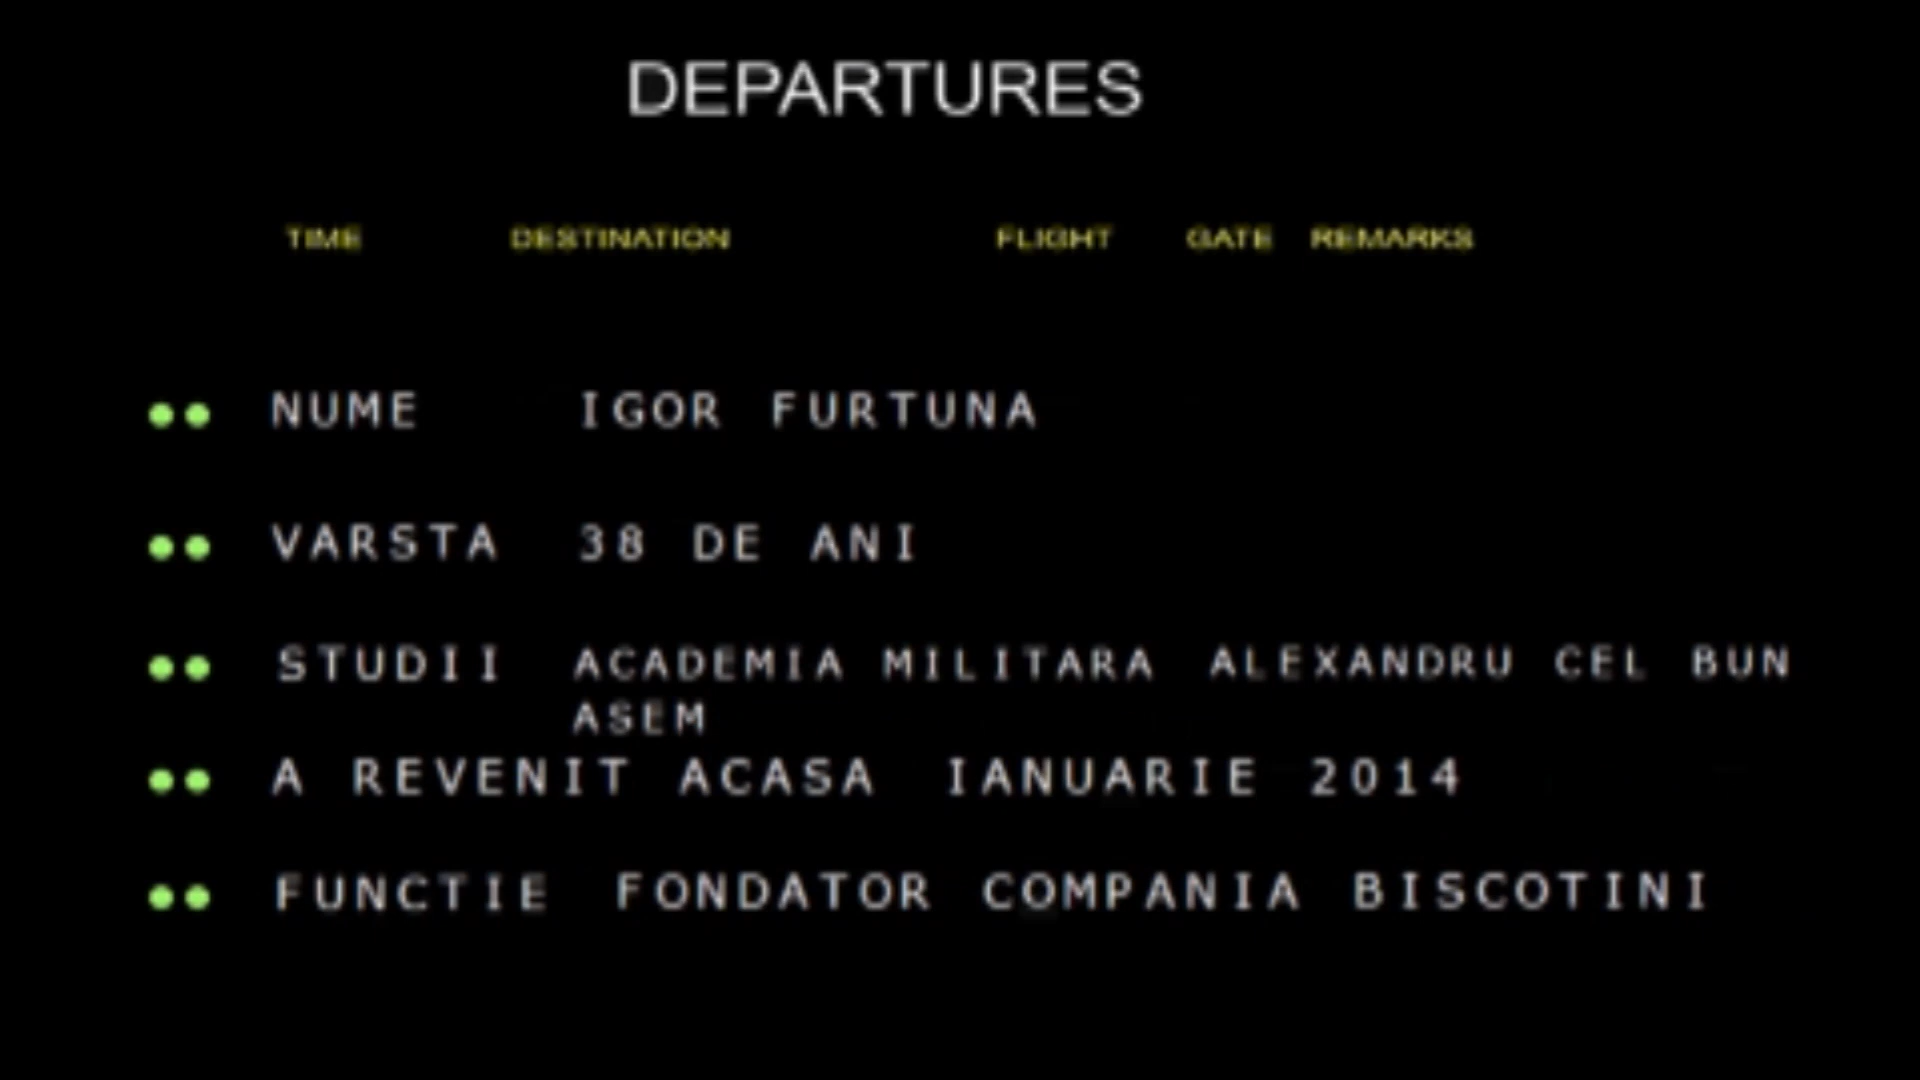 DEPARTURES
TIME DESTINATION FLIGHT GATE REMARKS
NUME IGOR FURTUNA
VARSTA 38 DE ANI
STUDII ACADEMIA MILITARA ALEXANDRU CEL BUN
ASEM
A REVENIT ACASA IANUARIE 2014
FUNCTIE FONDATOR COMPANIA BISCOTINI